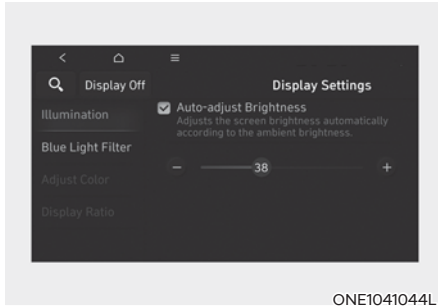 Display Off
Display Settings
Illumination
Auto-adjust Brightness
Adjusts the screen brightness automatically
according to the ambient brightness.
Blue Light Filter
− 38 +
Adjust Color
Display Ratio
ONE1041044L